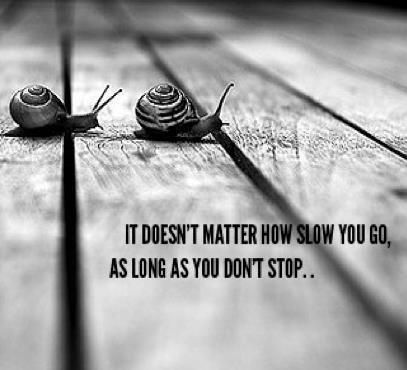 IT DOESN'T MATTER HOW SLOW YOU GO,
AS LONG AS YOU DON'T STOP. .